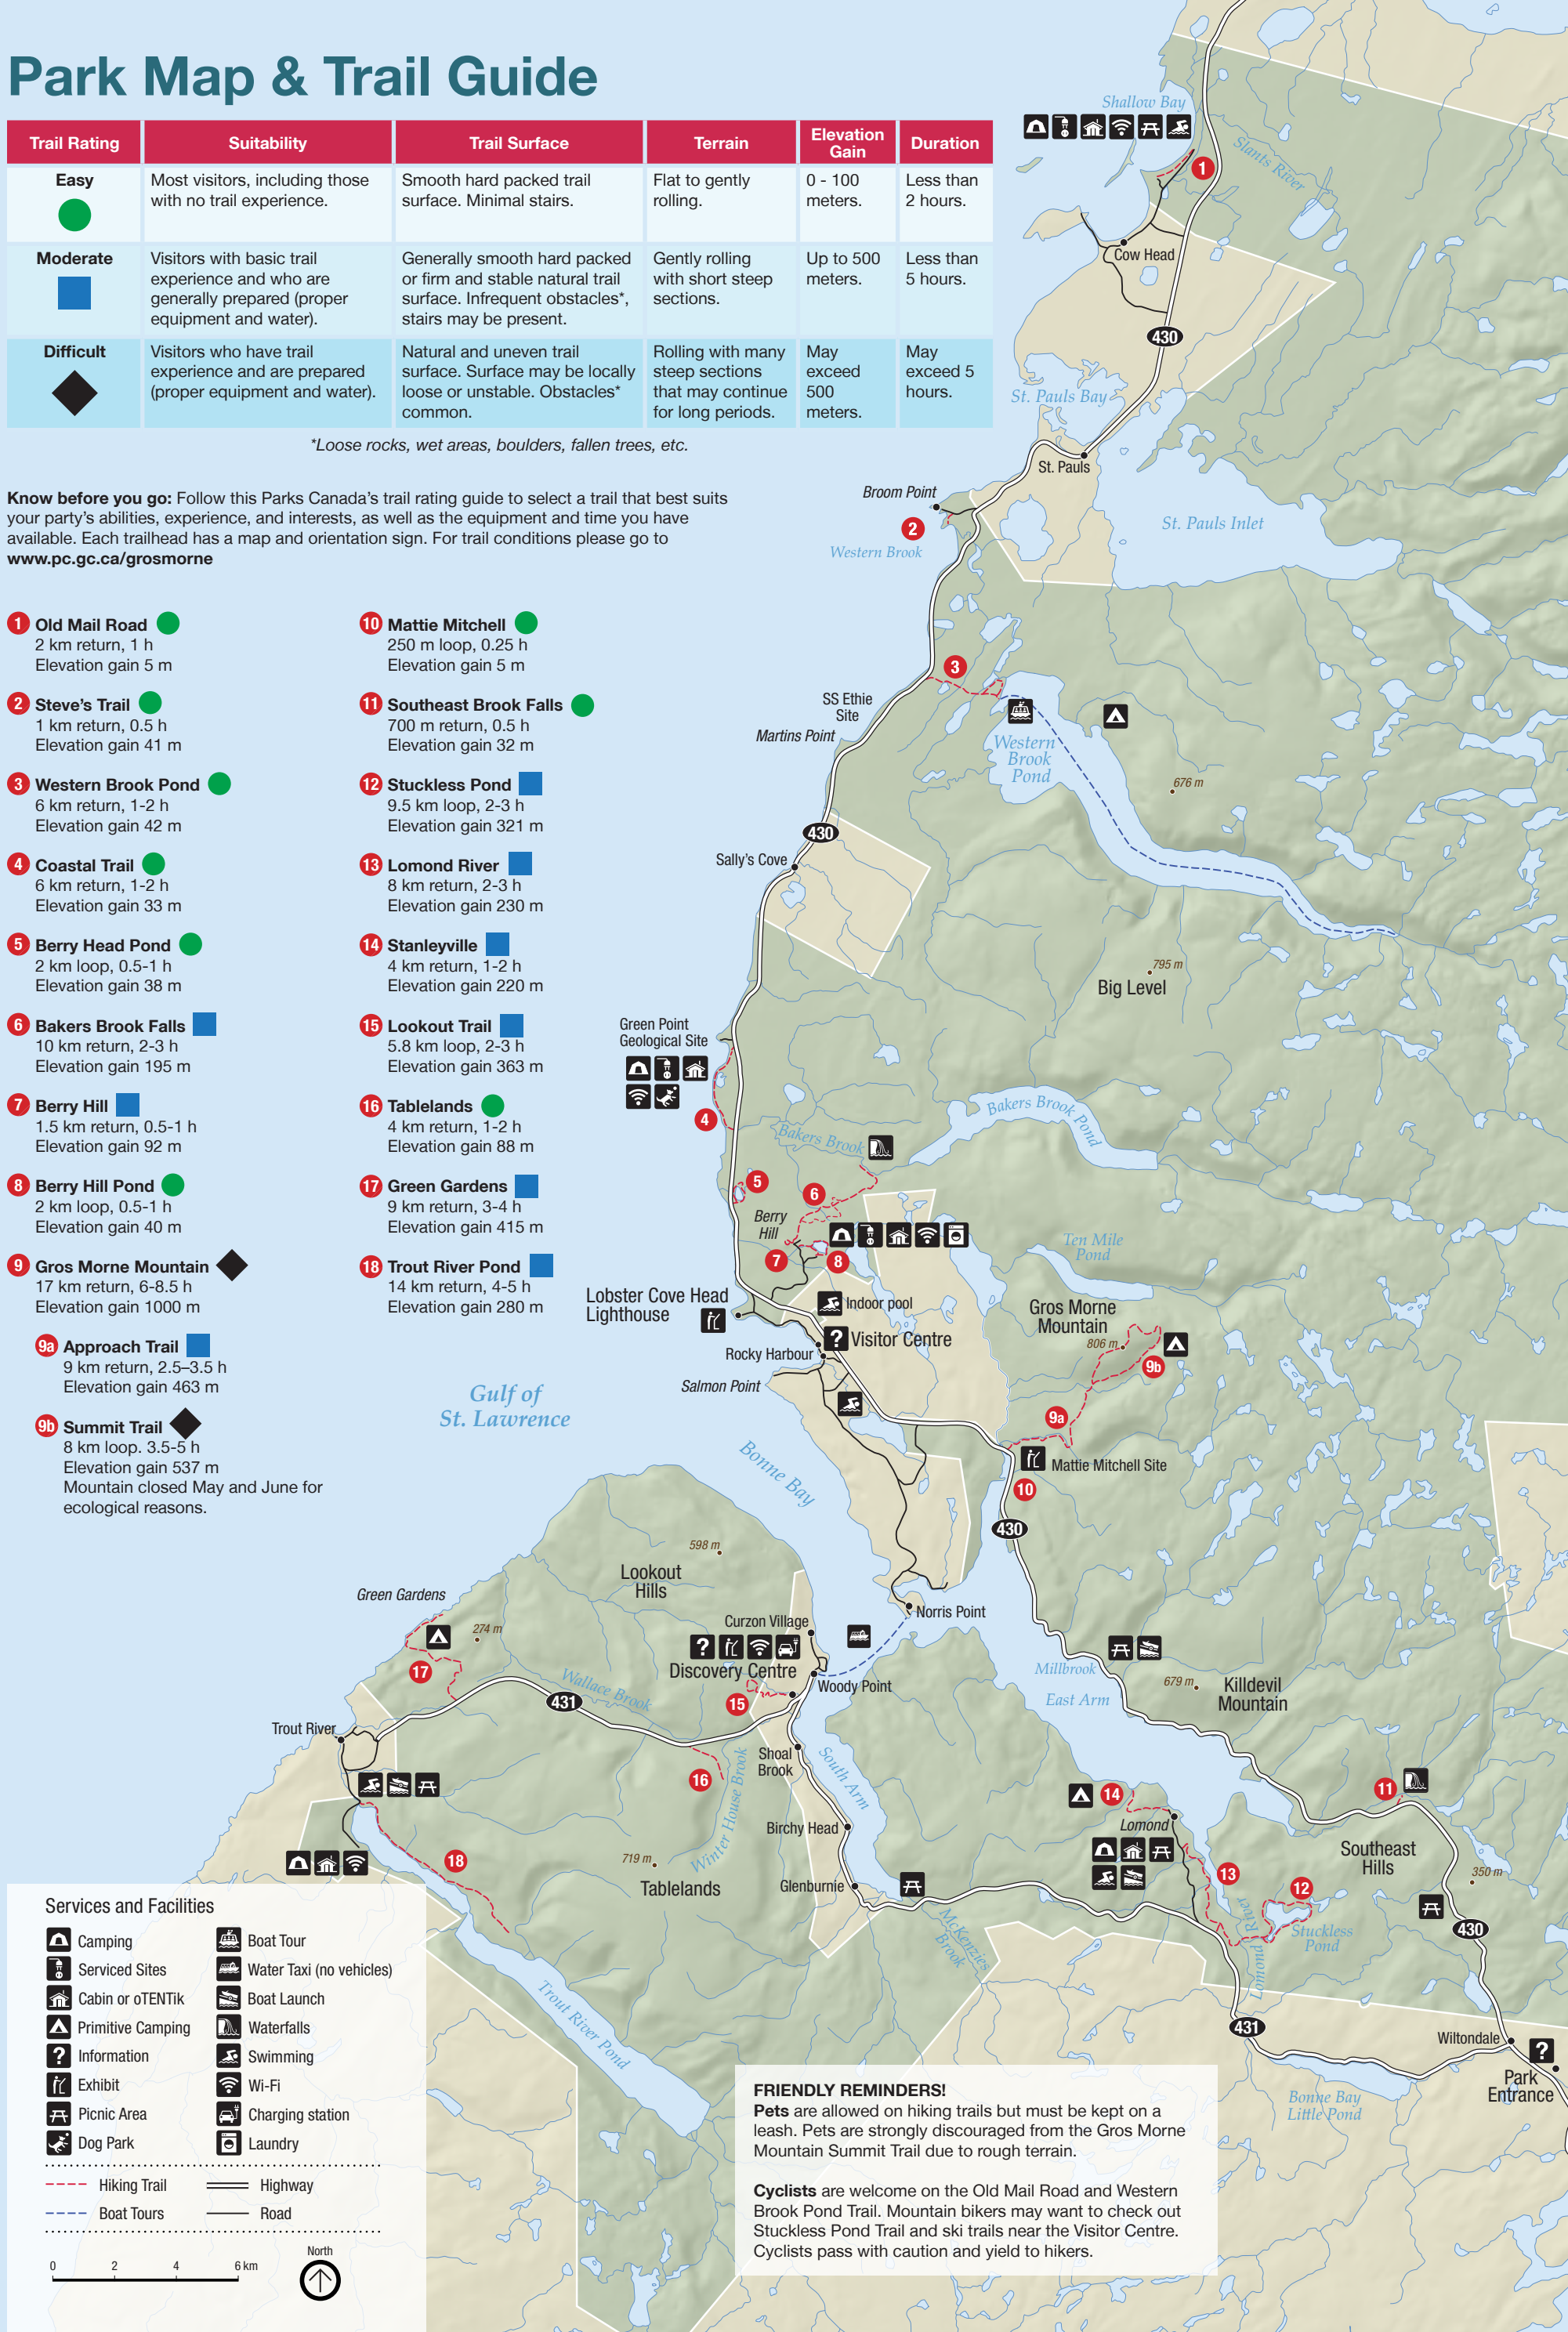 Park Map & Trail Guide
Trail Rating
Suitability
Trail Surface
Terrain
Elevation
Gain
Duration
Easy
Most visitors, including those
with no trail experience.
Smooth hard packed trail
surface. Minimal stairs.
Flat to gently
rolling.
0 - 100
meters.
Less than
2 hours.
Moderate
Visitors with basic trail
experience and who are
generally prepared (proper
equipment and water).
Generally smooth hard packed
or firm and stable natural trail
surface. Infrequent obstacles*,
stairs may be present.
Gently rolling
with short steep
sections.
Up to 500
meters.
Less than
5 hours.
Difficult
Visitors who have trail
experience and are prepared
(proper equipment and water).
Natural and uneven trail
surface. Surface may be locally
loose or unstable. Obstacles*
common.
Rolling with many
steep sections
that may continue
for long periods.
May
exceed
500
meters.
May
exceed 5
hours.
*Loose rocks, wet areas, boulders, fallen trees, etc.
Know before you go: Follow this Parks Canada's trail rating guide to select a trail that best suits
your party's abilities, experience, and interests, as well as the equipment and time you have
available. Each trailhead has a map and orientation sign. For trail conditions please go to
www.pc.gc.ca/grosmorne
1 Old Mail Road
2 km return, 1 h
Elevation gain 5 m
2 Steve's Trail
1 km return, 0.5 h
Elevation gain 41 m
3 Western Brook Pond
6 km return, 1-2 h
Elevation gain 42 m
4 Coastal Trail
6 km return, 1-2 h
Elevation gain 33 m
5 Berry Head Pond
2 km loop, 0.5-1 h
Elevation gain 38 m
6 Bakers Brook Falls
10 km return, 2-3 h
Elevation gain 195 m
7 Berry Hill
1.5 km return, 0.5-1 h
Elevation gain 92 m
8 Berry Hill Pond
2 km loop, 0.5-1 h
Elevation gain 40 m
9 Gros Morne Mountain
17 km return, 6-8.5 h
Elevation gain 1000 m
9a Approach Trail
9 km return, 2.5–3.5 h
Elevation gain 463 m
9b Summit Trail
8 km loop. 3.5-5 h
Elevation gain 537 m
Mountain closed May and June for
ecological reasons.
10 Mattie Mitchell
250 m loop, 0.25 h
Elevation gain 5 m
11 Southeast Brook Falls
700 m return, 0.5 h
Elevation gain 32 m
12 Stuckless Pond
9.5 km loop, 2-3 h
Elevation gain 321 m
13 Lomond River
8 km return, 2-3 h
Elevation gain 230 m
14 Stanleyville
4 km return, 1-2 h
Elevation gain 220 m
15 Lookout Trail
5.8 km loop, 2-3 h
Elevation gain 363 m
16 Tablelands
4 km return, 1-2 h
Elevation gain 88 m
17 Green Gardens
9 km return, 3-4 h
Elevation gain 415 m
18 Trout River Pond
14 km return, 4-5 h
Elevation gain 280 m
Shallow Bay
1
Slants River
Cow Head
430
St. Pauls Bay
St. Pauls
Broom Point
2
Western Brook
St. Pauls Inlet
3
SS Ethie
Site
Martins Point
Western
Brook
Pond
676 m
430
Sally's Cove
795 m
Big Level
Green Point
Geological Site
4
Bakers Brook
Bakers Brook Pond
5
6
Berry
Hill
7
8
Ten Mile
Pond
Lobster Cove Head
Lighthouse
Indoor pool
? Visitor Centre
Gros Morne
Mountain
806 m
9b
Rocky Harbour
Salmon Point
Gulf of
St. Lawrence
9a
Mattie Mitchell Site
10
Bonne Bay
430
598 m
Lookout
Hills
Green Gardens
274 m
17
Curzon Village
?
Discovery Centre
Norris Point
Woody Point
15
Wallace Brook
431
Millbrook
East Arm
679 m
Killdevil
Mountain
Trout River
Shoal
Brook
South Arm
16
Winter House Brook
11
14
Lomond
Birchy Head
18
719 m
Tablelands
Glenburnie
McKenzies
Brook
13
12
Lomond River
Stuckless
Pond
Southeast
Hills
350 m
430
431
Wiltondale
?
Park
Entrance
Bonne Bay
Little Pond
Trout River Pond
Services and Facilities
Camping
Serviced Sites
Cabin or oTENTik
Primitive Camping
? Information
Exhibit
Picnic Area
Dog Park
Boat Tour
Water Taxi (no vehicles)
Boat Launch
Waterfalls
Swimming
Wi-Fi
Charging station
Laundry
Hiking Trail
Highway
Boat Tours
Road
0 2 4 6 km
North
FRIENDLY REMINDERS!
Pets are allowed on hiking trails but must be kept on a
leash. Pets are strongly discouraged from the Gros Morne
Mountain Summit Trail due to rough terrain.
Cyclists are welcome on the Old Mail Road and Western
Brook Pond Trail. Mountain bikers may want to check out
Stuckless Pond Trail and ski trails near the Visitor Centre.
Cyclists pass with caution and yield to hikers.